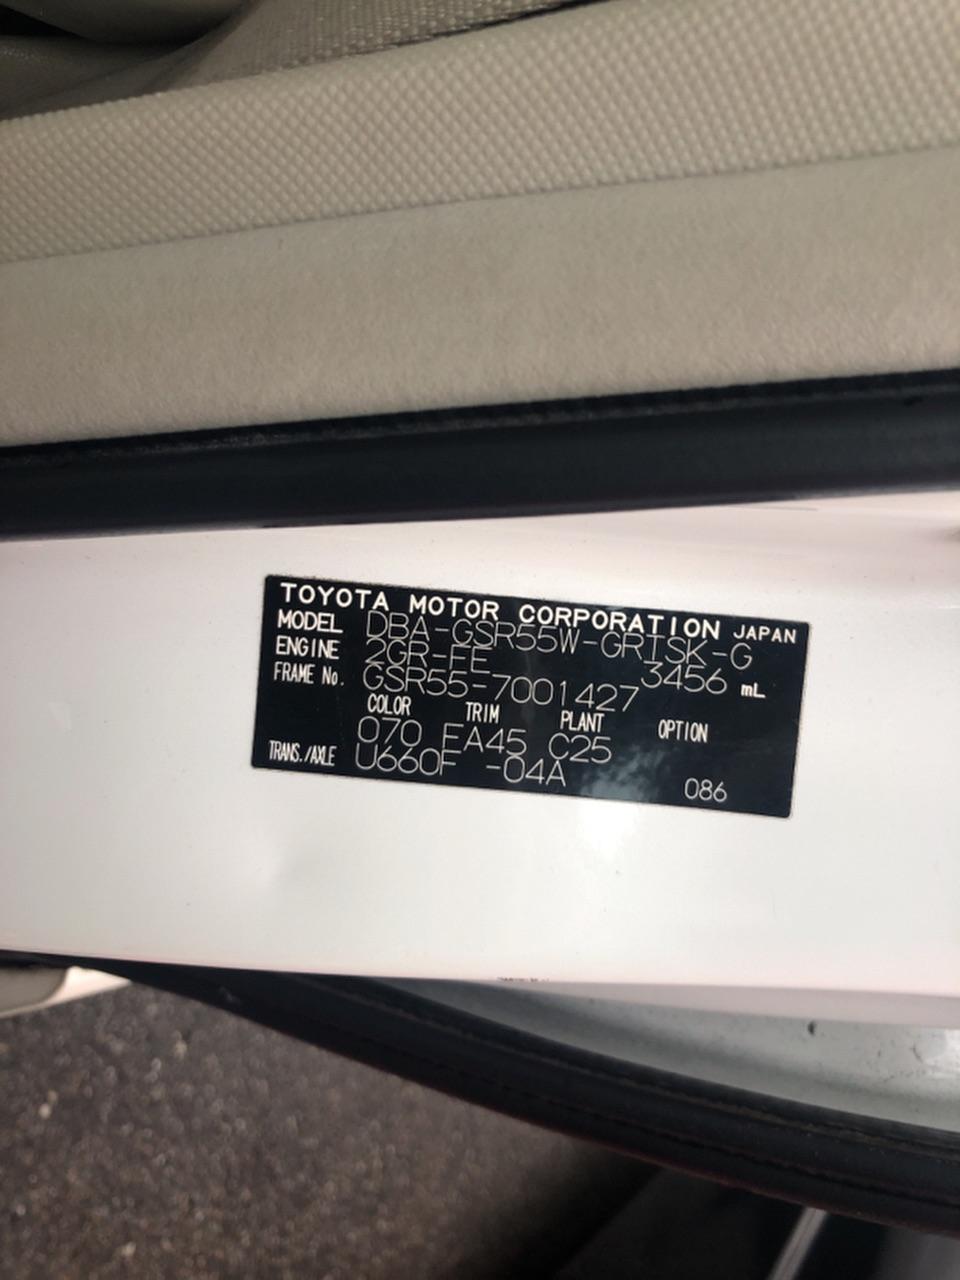 TOYOTA MOTOR CORPORATION JAPAN
MODEL DBA-GSR55W-GRTSK-G
ENGINE 2GR-FE 3456 mL
FRAME No. GSR55-7001427
COLOR TRIM PLANT OPTION
070 EA45 C25
TRANS./AXLE U660F -04A 086